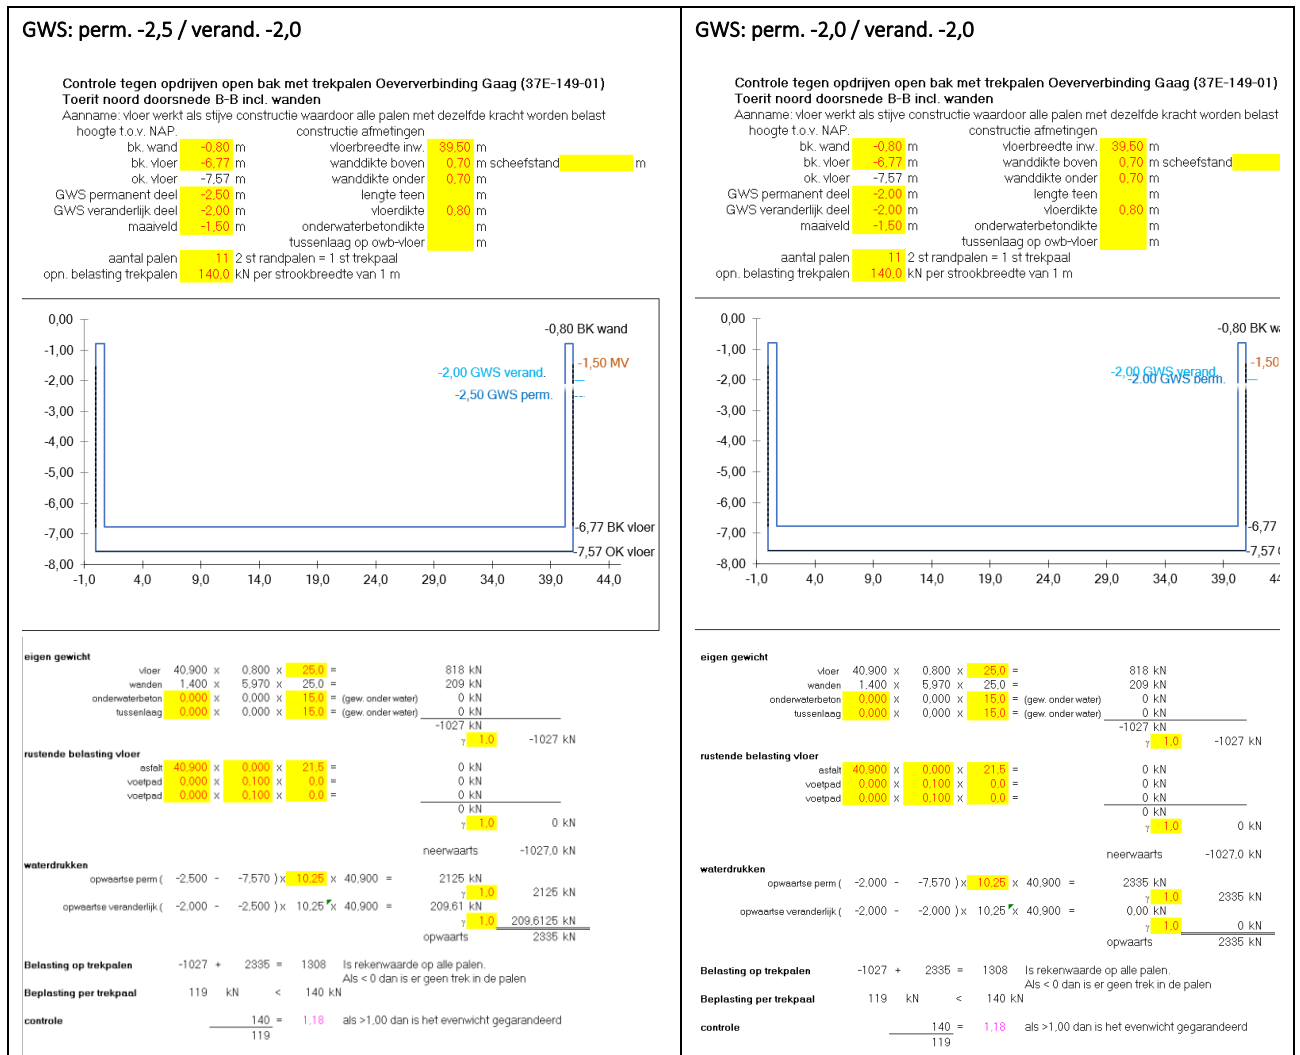 GWS: perm. -2,5 / verand. -2,0
Controle tegen opdrijven open bak met trekpalen Oeververbinding Gaag (37E-149-01)
Toerit noord doorsnede B-B incl. wanden
Aanname: vloer werkt als stijve constructie waardoor alle palen met dezelfde kracht worden belast
hoogte t.o.v. NAP. constructie afmetingen
bk. wand -0,80 m vloerbreedte inw. 39,50 m
bk. vloer -6,77 m wanddikte boven 0,70 m scheefstand m
ok. vloer -7,57 m wanddikte onder 0,70 m
GWS permanent deel -2,50 m lengte teen m
GWS veranderlijk deel -2,00 m vloerdikte 0,80 m
maaiveld -1,50 m onderwaterbetondikte m
tussenlaag op owb-vloer m
aantal palen 11 2 st randpalen = 1 st trekpaal
opn. belasting trekpalen 140,0 kN per strookbreedte van 1 m
0,00
-0,80 BK wand
-1,00
-1,50 MV
-2,00 GWS verand.
-2,00
-2,50 GWS perm.
-3,00
-4,00
-5,00
-6,00
-6,77 BK vloer
-7,00
-7,57 OK vloer
-8,00
-1,0 4,0 9,0 14,0 19,0 24,0 29,0 34,0 39,0 44,0
eigen gewicht
vloer 40,900 x 0,800 x 25,0 = 818 kN
wanden 1,400 x 5,970 x 25,0 = 209 kN
onderwaterbeton 0,000 x 0,000 x 15,0 = (gew. onder water) 0 kN
tussenlaag 0,000 x 0,000 x 15,0 = (gew. onder water) 0 kN
-1027 kN
γ 1,0 -1027 kN
rustende belasting vloer
asfalt 40,900 x 0,000 x 21,5 = 0 kN
voetpad 0,000 x 0,100 x 0,0 = 0 kN
voetpad 0,000 x 0,100 x 0,0 = 0 kN
0 kN
γ 1,0 0 kN
neerwaarts -1027,0 kN
waterdrukken
opwaartse perm ( -2,500 - -7,570 ) x 10,25 x 40,900 = 2125 kN
γ 1,0 2125 kN
opwaartse veranderlijk ( -2,000 - -2,500 ) x 10,25 x 40,900 = 209,61 kN
γ 1,0 209,6125 kN
opwaarts 2335 kN
Belasting op trekpalen -1027 + 2335 = 1308 Is rekenwaarde op alle palen.
Als < 0 dan is er geen trek in de palen
Beplasting per trekpaal 119 kN < 140 kN
controle 140 = 1,18 als >1,00 dan is het evenwicht gegarandeerd
119
GWS: perm. -2,0 / verand. -2,0
Controle tegen opdrijven open bak met trekpalen Oeververbinding Gaag (37E-149-01)
Toerit noord doorsnede B-B incl. wanden
Aanname: vloer werkt als stijve constructie waardoor alle palen met dezelfde kracht worden belast
hoogte t.o.v. NAP. constructie afmetingen
bk. wand -0,80 m vloerbreedte inw. 39,50 m
bk. vloer -6,77 m wanddikte boven 0,70 m scheefstand
ok. vloer -7,57 m wanddikte onder 0,70 m
GWS permanent deel -2,00 m lengte teen m
GWS veranderlijk deel -2,00 m vloerdikte 0,80 m
maaiveld -1,50 m onderwaterbetondikte m
tussenlaag op owb-vloer m
aantal palen 11 2 st randpalen = 1 st trekpaal
opn. belasting trekpalen 140,0 kN per strookbreedte van 1 m
0,00
-0,80 BK
-1,00
-1,50
-2,00 GWS verand.
-2,00
-2,00 GWS perm.
-3,00
-4,00
-5,00
-6,00
-6,77
-7,00
-7,57
-8,00
-1,0 4,0 9,0 14,0 19,0 24,0 29,0 34,0 39,0 44
eigen gewicht
vloer 40,900 x 0,800 x 25,0 = 818 kN
wanden 1,400 x 5,970 x 25,0 = 209 kN
onderwaterbeton 0,000 x 0,000 x 15,0 = (gew. onder water) 0 kN
tussenlaag 0,000 x 0,000 x 15,0 = (gew. onder water) 0 kN
-1027 kN
γ 1,0 -1027 kN
rustende belasting vloer
asfalt 40,900 x 0,000 x 21,5 = 0 kN
voetpad 0,000 x 0,100 x 0,0 = 0 kN
voetpad 0,000 x 0,100 x 0,0 = 0 kN
0 kN
γ 1,0 0 kN
neerwaarts -1027,0 kN
waterdrukken
opwaartse perm ( -2,000 - -7,570 ) x 10,25 x 40,900 = 2335 kN
γ 1,0 2335 kN
opwaartse veranderlijk ( -2,000 - -2,000 ) x 10,25 x 40,900 = 0,00 kN
γ 1,0 0 kN
opwaarts 2335 kN
Belasting op trekpalen -1027 + 2335 = 1308 Is rekenwaarde op alle palen.
Als < 0 dan is er geen trek in de palen
Beplasting per trekpaal 119 kN < 140 kN
controle 140 = 1,18 als >1,00 dan is het evenwicht gegarandeerd
119